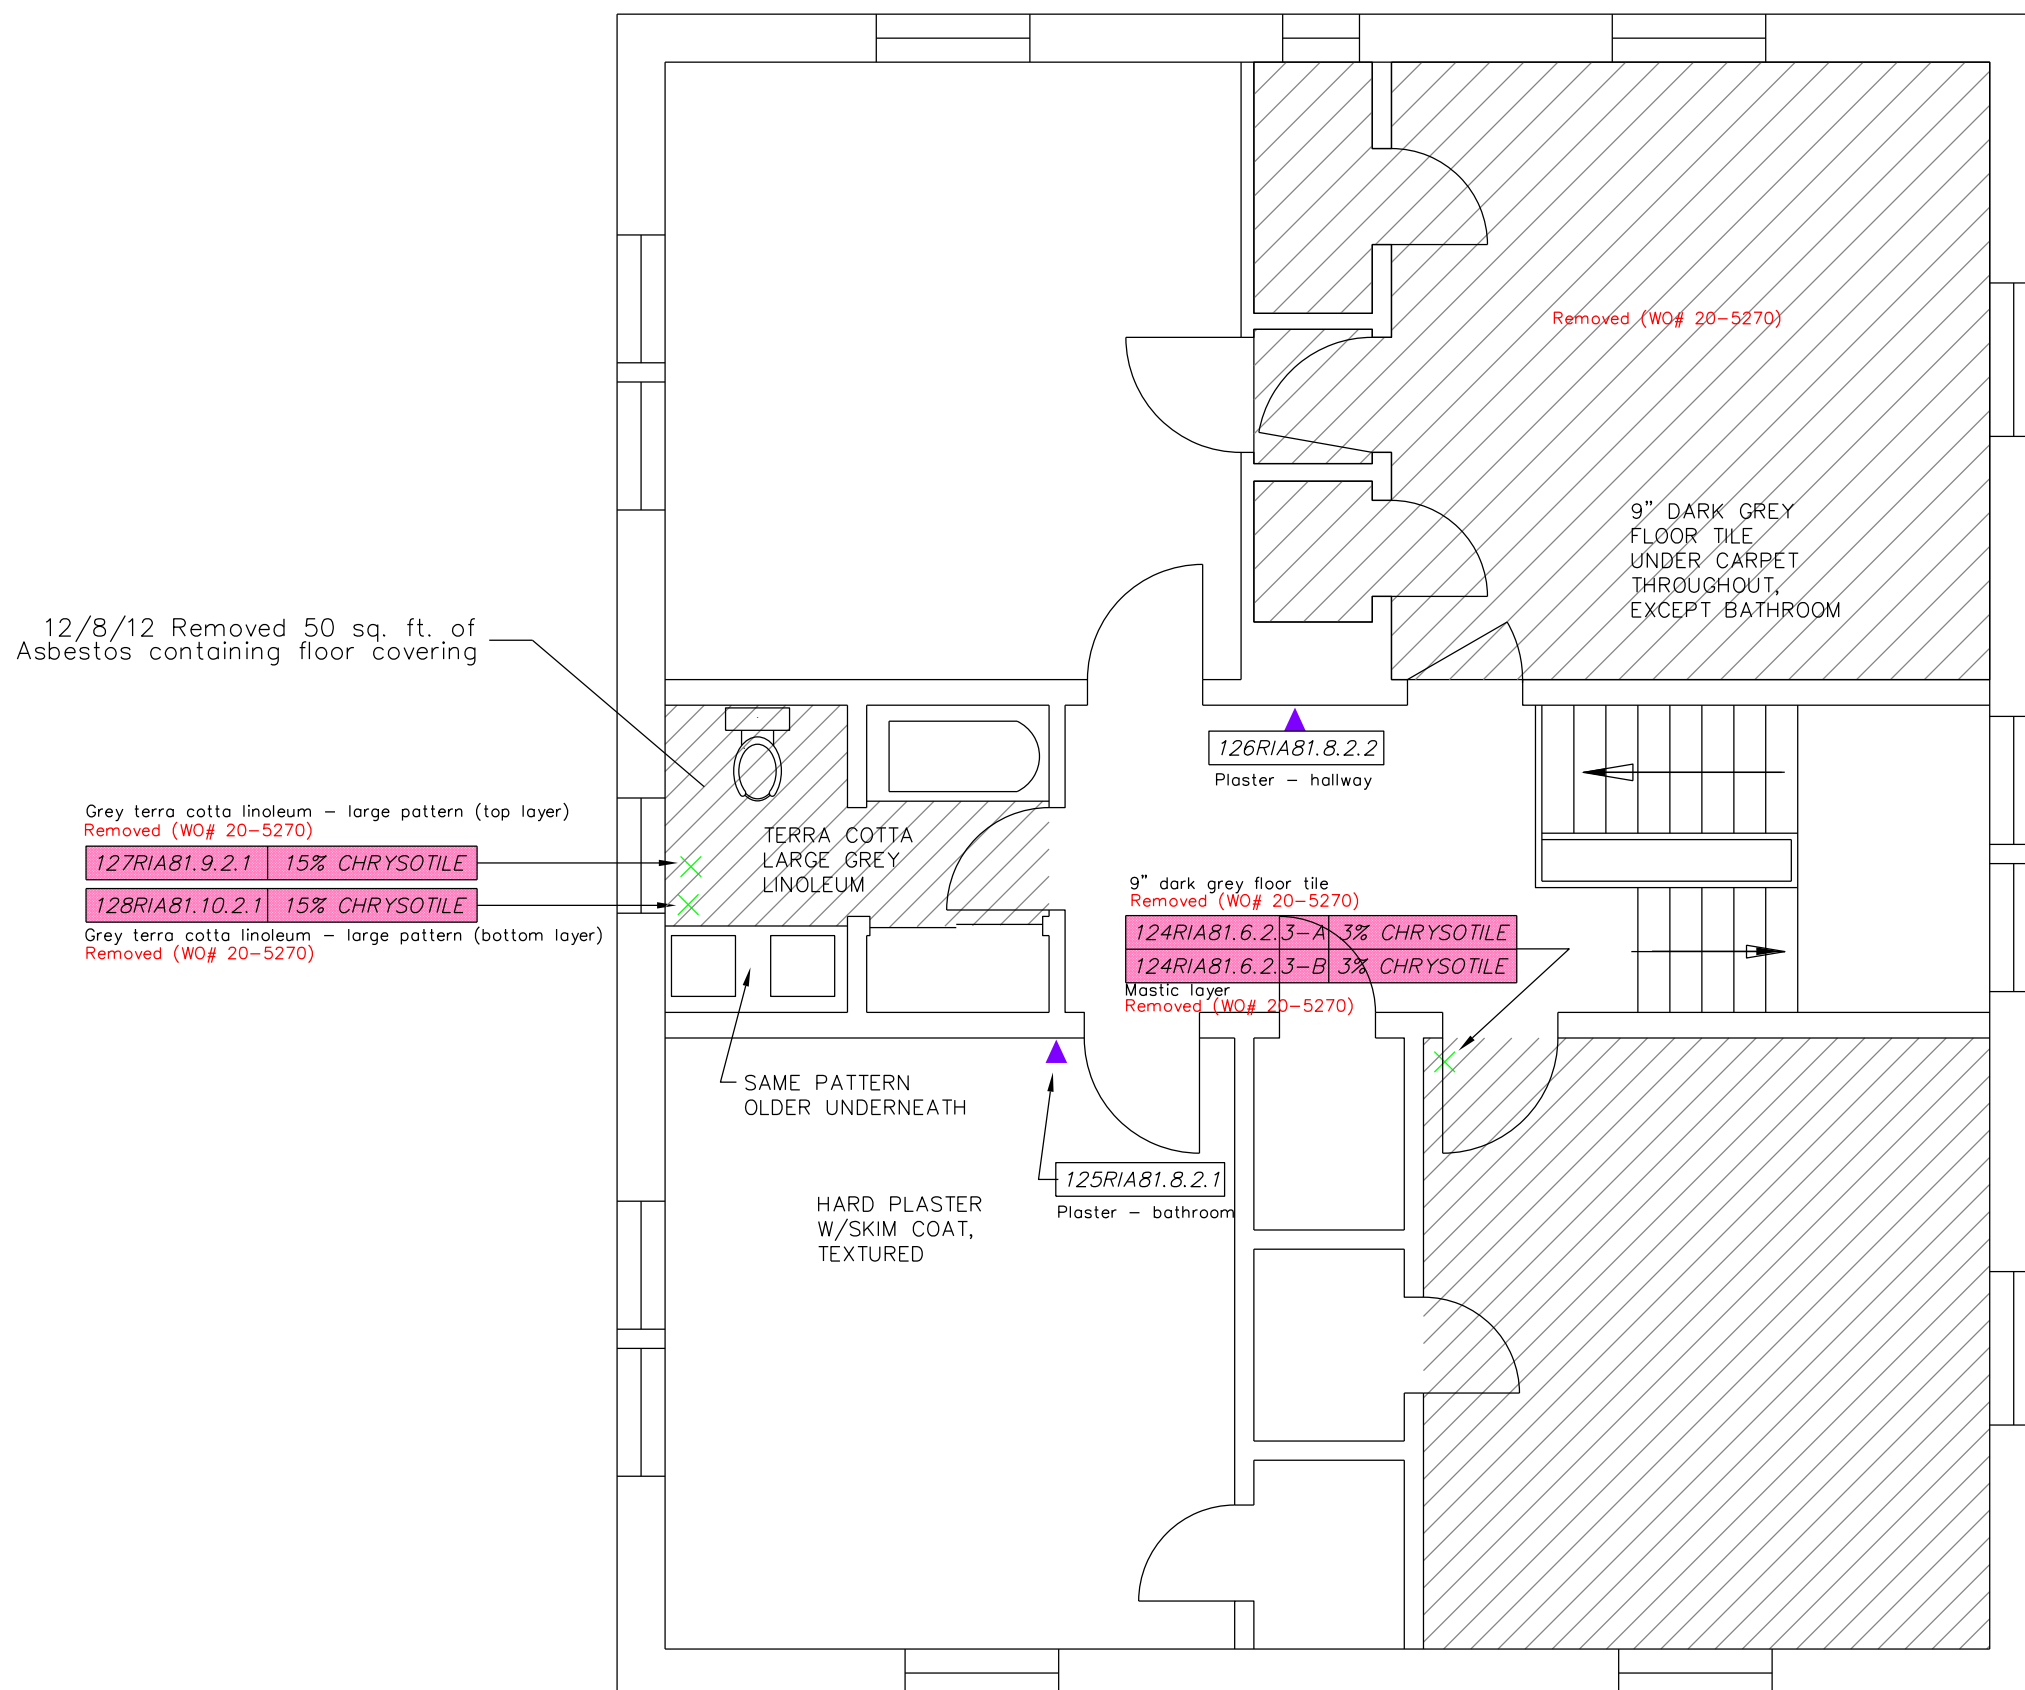 Removed (WO# 20-5270)
9" DARK GREY
FLOOR TILE
UNDER CARPET
THROUGHOUT,
EXCEPT BATHROOM
12/8/12 Removed 50 sq. ft. of
Asbestos containing floor covering
126RIA81.8.2.2
Plaster - hallway
Grey terra cotta linoleum - large pattern (top layer)
Removed (WO# 20-5270)
127RIA81.9.2.1 15% CHRYSOTILE
128RIA81.10.2.1 15% CHRYSOTILE
Grey terra cotta linoleum - large pattern (bottom layer)
Removed (WO# 20-5270)
TERRA COTTA
LARGE GREY
LINOLEUM
9" dark grey floor tile
Removed (WO# 20-5270)
124RIA81.6.2.3-A 3% CHRYSOTILE
124RIA81.6.2.3-B 3% CHRYSOTILE
Mastic layer
Removed (WO# 20-5270)
SAME PATTERN
OLDER UNDERNEATH
125RIA81.8.2.1
Plaster - bathroom
HARD PLASTER
W/SKIM COAT,
TEXTURED